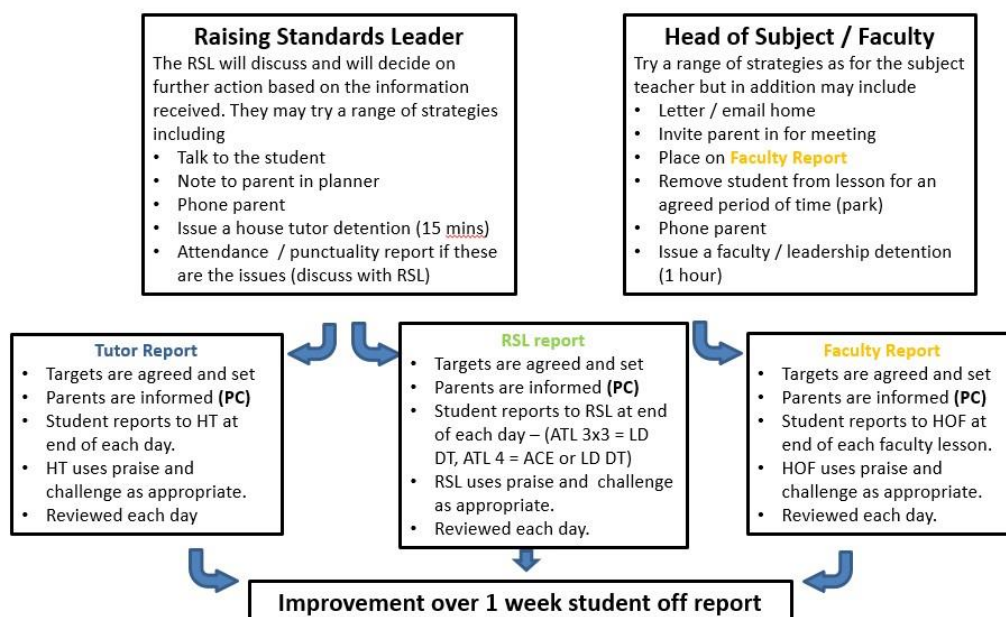 Raising Standards Leader
The RSL will discuss and will decide on
further action based on the information
received. They may try a range of strategies
including
• Talk to the student
• Note to parent in planner
• Phone parent
• Issue a house tutor detention (15 mins)
• Attendance / punctuality report if these
are the issues (discuss with RSL)
Head of Subject / Faculty
Try a range of strategies as for the subject
teacher but in addition may include
• Letter / email home
• Invite parent in for meeting
• Place on Faculty Report
• Remove student from lesson for an
agreed period of time (park)
• Phone parent
• Issue a faculty / leadership detention
(1 hour)
Tutor Report
• Targets are agreed and set
• Parents are informed (PC)
• Student reports to HT at
end of each day.
• HT uses praise and
challenge as appropriate.
• Reviewed each day
RSL report
• Targets are agreed and set
• Parents are informed (PC)
• Student reports to RSL at end
of each day – (ATL 3x3 = LD
DT, ATL 4 = ACE or LD DT)
• RSL uses praise and challenge
as appropriate.
• Reviewed each day.
Faculty Report
• Targets are agreed and set
• Parents are informed (PC)
• Student reports to HOF at
end of each faculty lesson.
• HOF uses praise and
challenge as appropriate.
• Reviewed each day.
Improvement over 1 week student off report